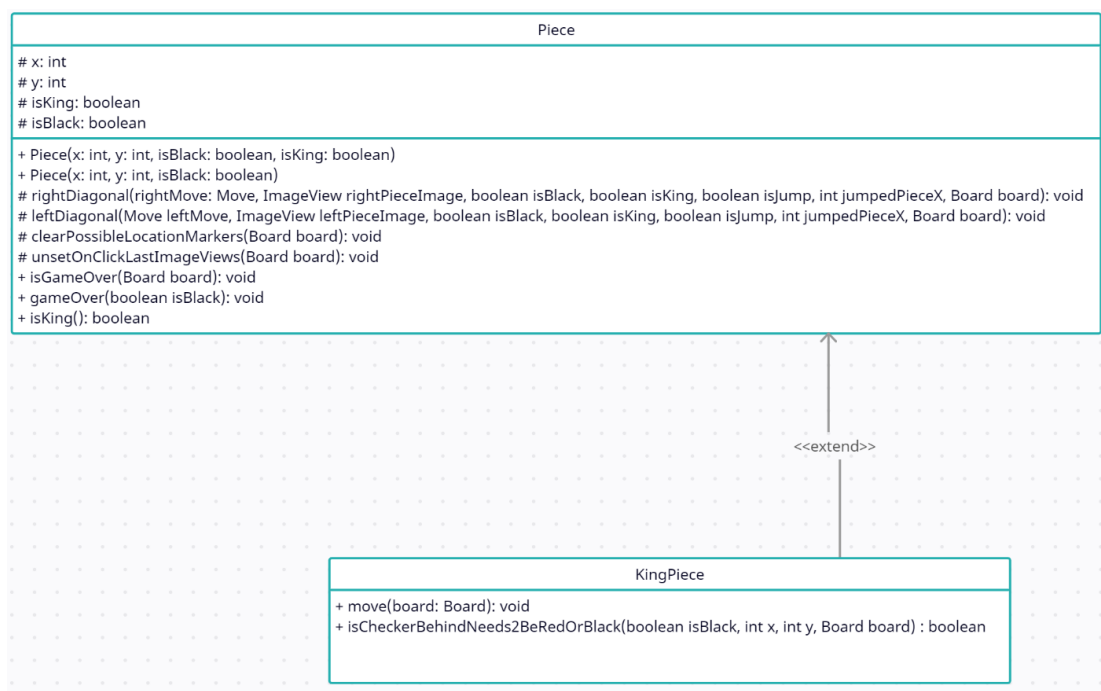 Piece
# x: int
# y: int
# isKing: boolean
# isBlack: boolean
+ Piece(x: int, y: int, isBlack: boolean, isKing: boolean)
+ Piece(x: int, y: int, isBlack: boolean)
# rightDiagonal(rightMove: Move, ImageView rightPieceImage, boolean isBlack, boolean isKing, boolean isJump, int jumpedPieceX, Board board): void
# leftDiagonal(Move leftMove, ImageView leftPieceImage, boolean isBlack, boolean isKing, boolean isJump, int jumpedPieceX, Board board): void
# clearPossibleLocationMarkers(Board board): void
# unsetOnClickLastImageViews(Board board): void
+ isGameOver(Board board): void
+ gameOver(boolean isBlack): void
+ isKing(): boolean
<<extend>>
KingPiece
+ move(board: Board): void
+ isCheckerBehindNeeds2BeRedOrBlack(boolean isBlack, int x, int y, Board board) : boolean